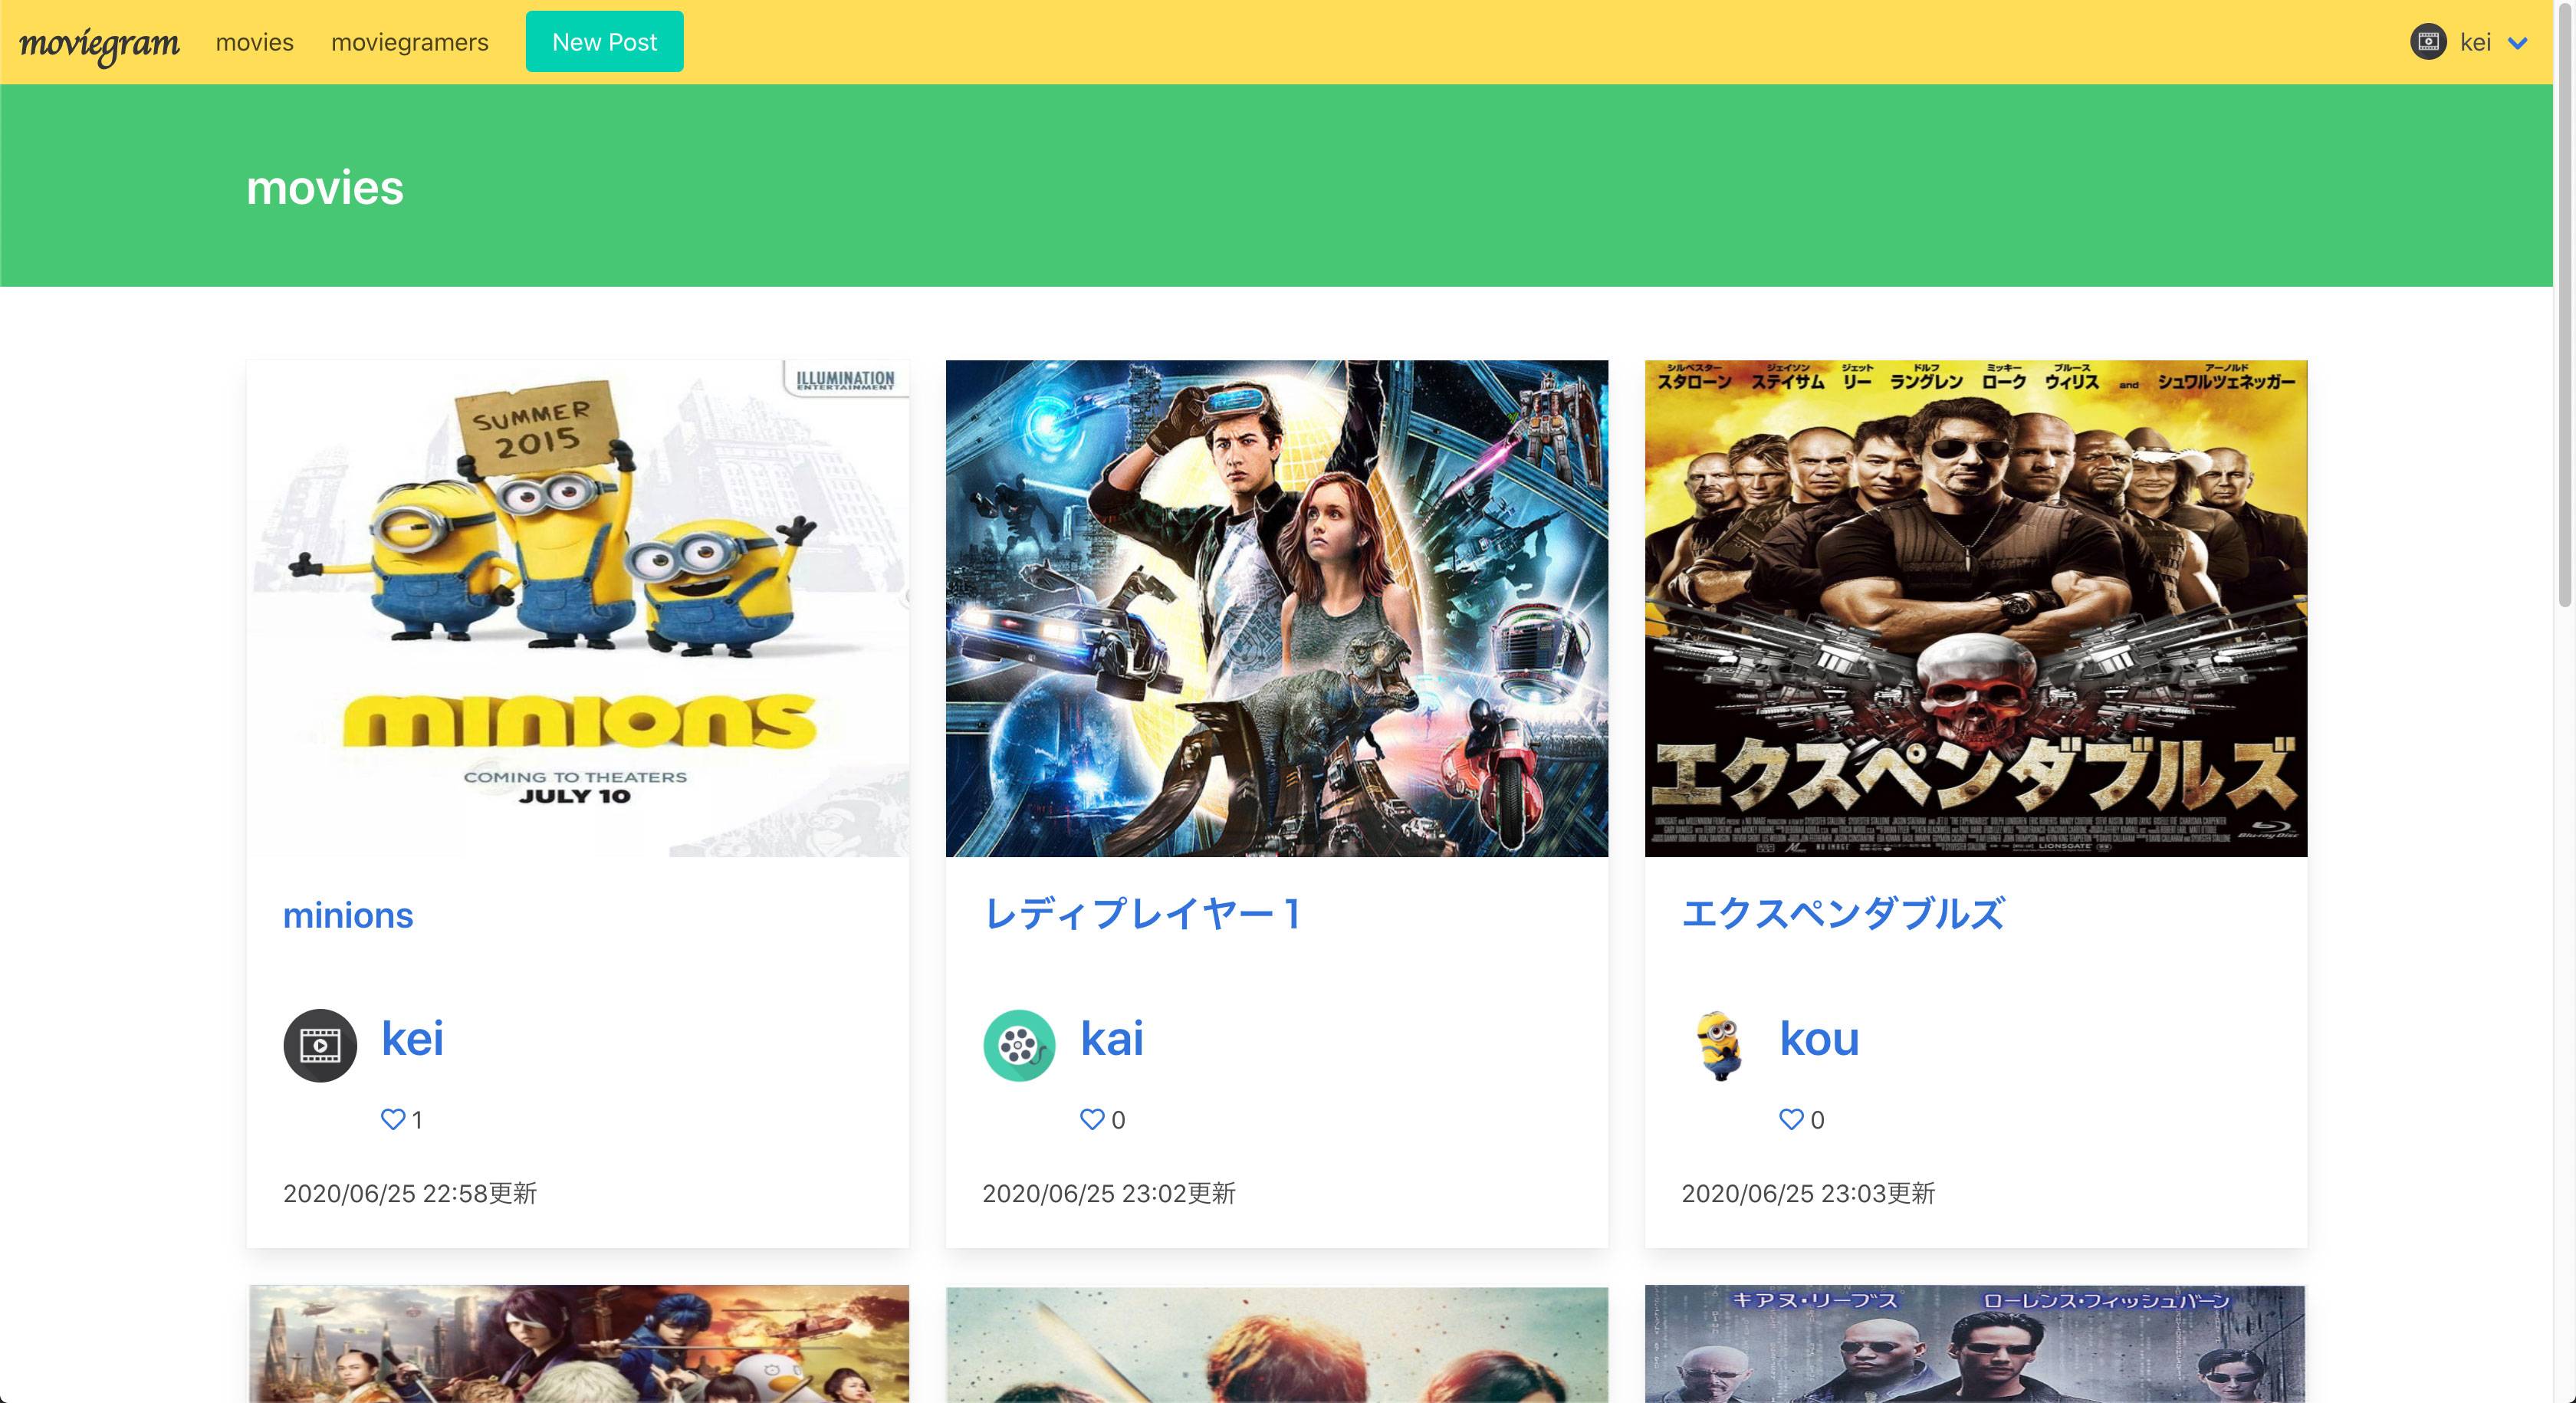 moviegram movies moviegramers New Post kei
movies
SUMMER
2015
ILLUMINATION
ENTERTAINMENT
minions
COMING TO THEATERS
JULY 10
シルベスター ジェイソン ジェット ドルフ ミッキー ブルース アーノルド
スタローン ステイサム リー ラングレン ローク ウィリス and シュワルツェネッガー
エクスペンダブルズ
Blu-ray Disc
LIONSGATE
minions
レディプレイヤー1
エクスペンダブルズ
kei
kai
kou
1
0
0
2020/06/25 22:58更新
2020/06/25 23:02更新
2020/06/25 23:03更新
キアヌ・リーブス ローレンス・フィッシュバーン